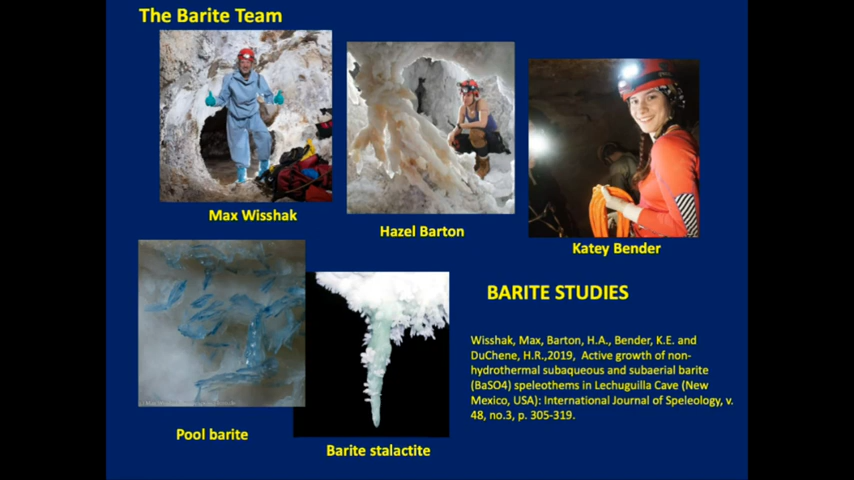 The Barite Team
Max Wisshak
Hazel Barton
Katey Bender
Pool barite
Barite stalactite
BARITE STUDIES
Wisshak, Max, Barton, H.A., Bender, K.E. and
DuChene, H.R.,2019, Active growth of non-
hydrothermal subaqueous and subaerial barite
(BaSO4) speleothems in Lechuguilla Cave (New
Mexico, USA): International Journal of Speleology, v.
48, no.3, p. 305-319.